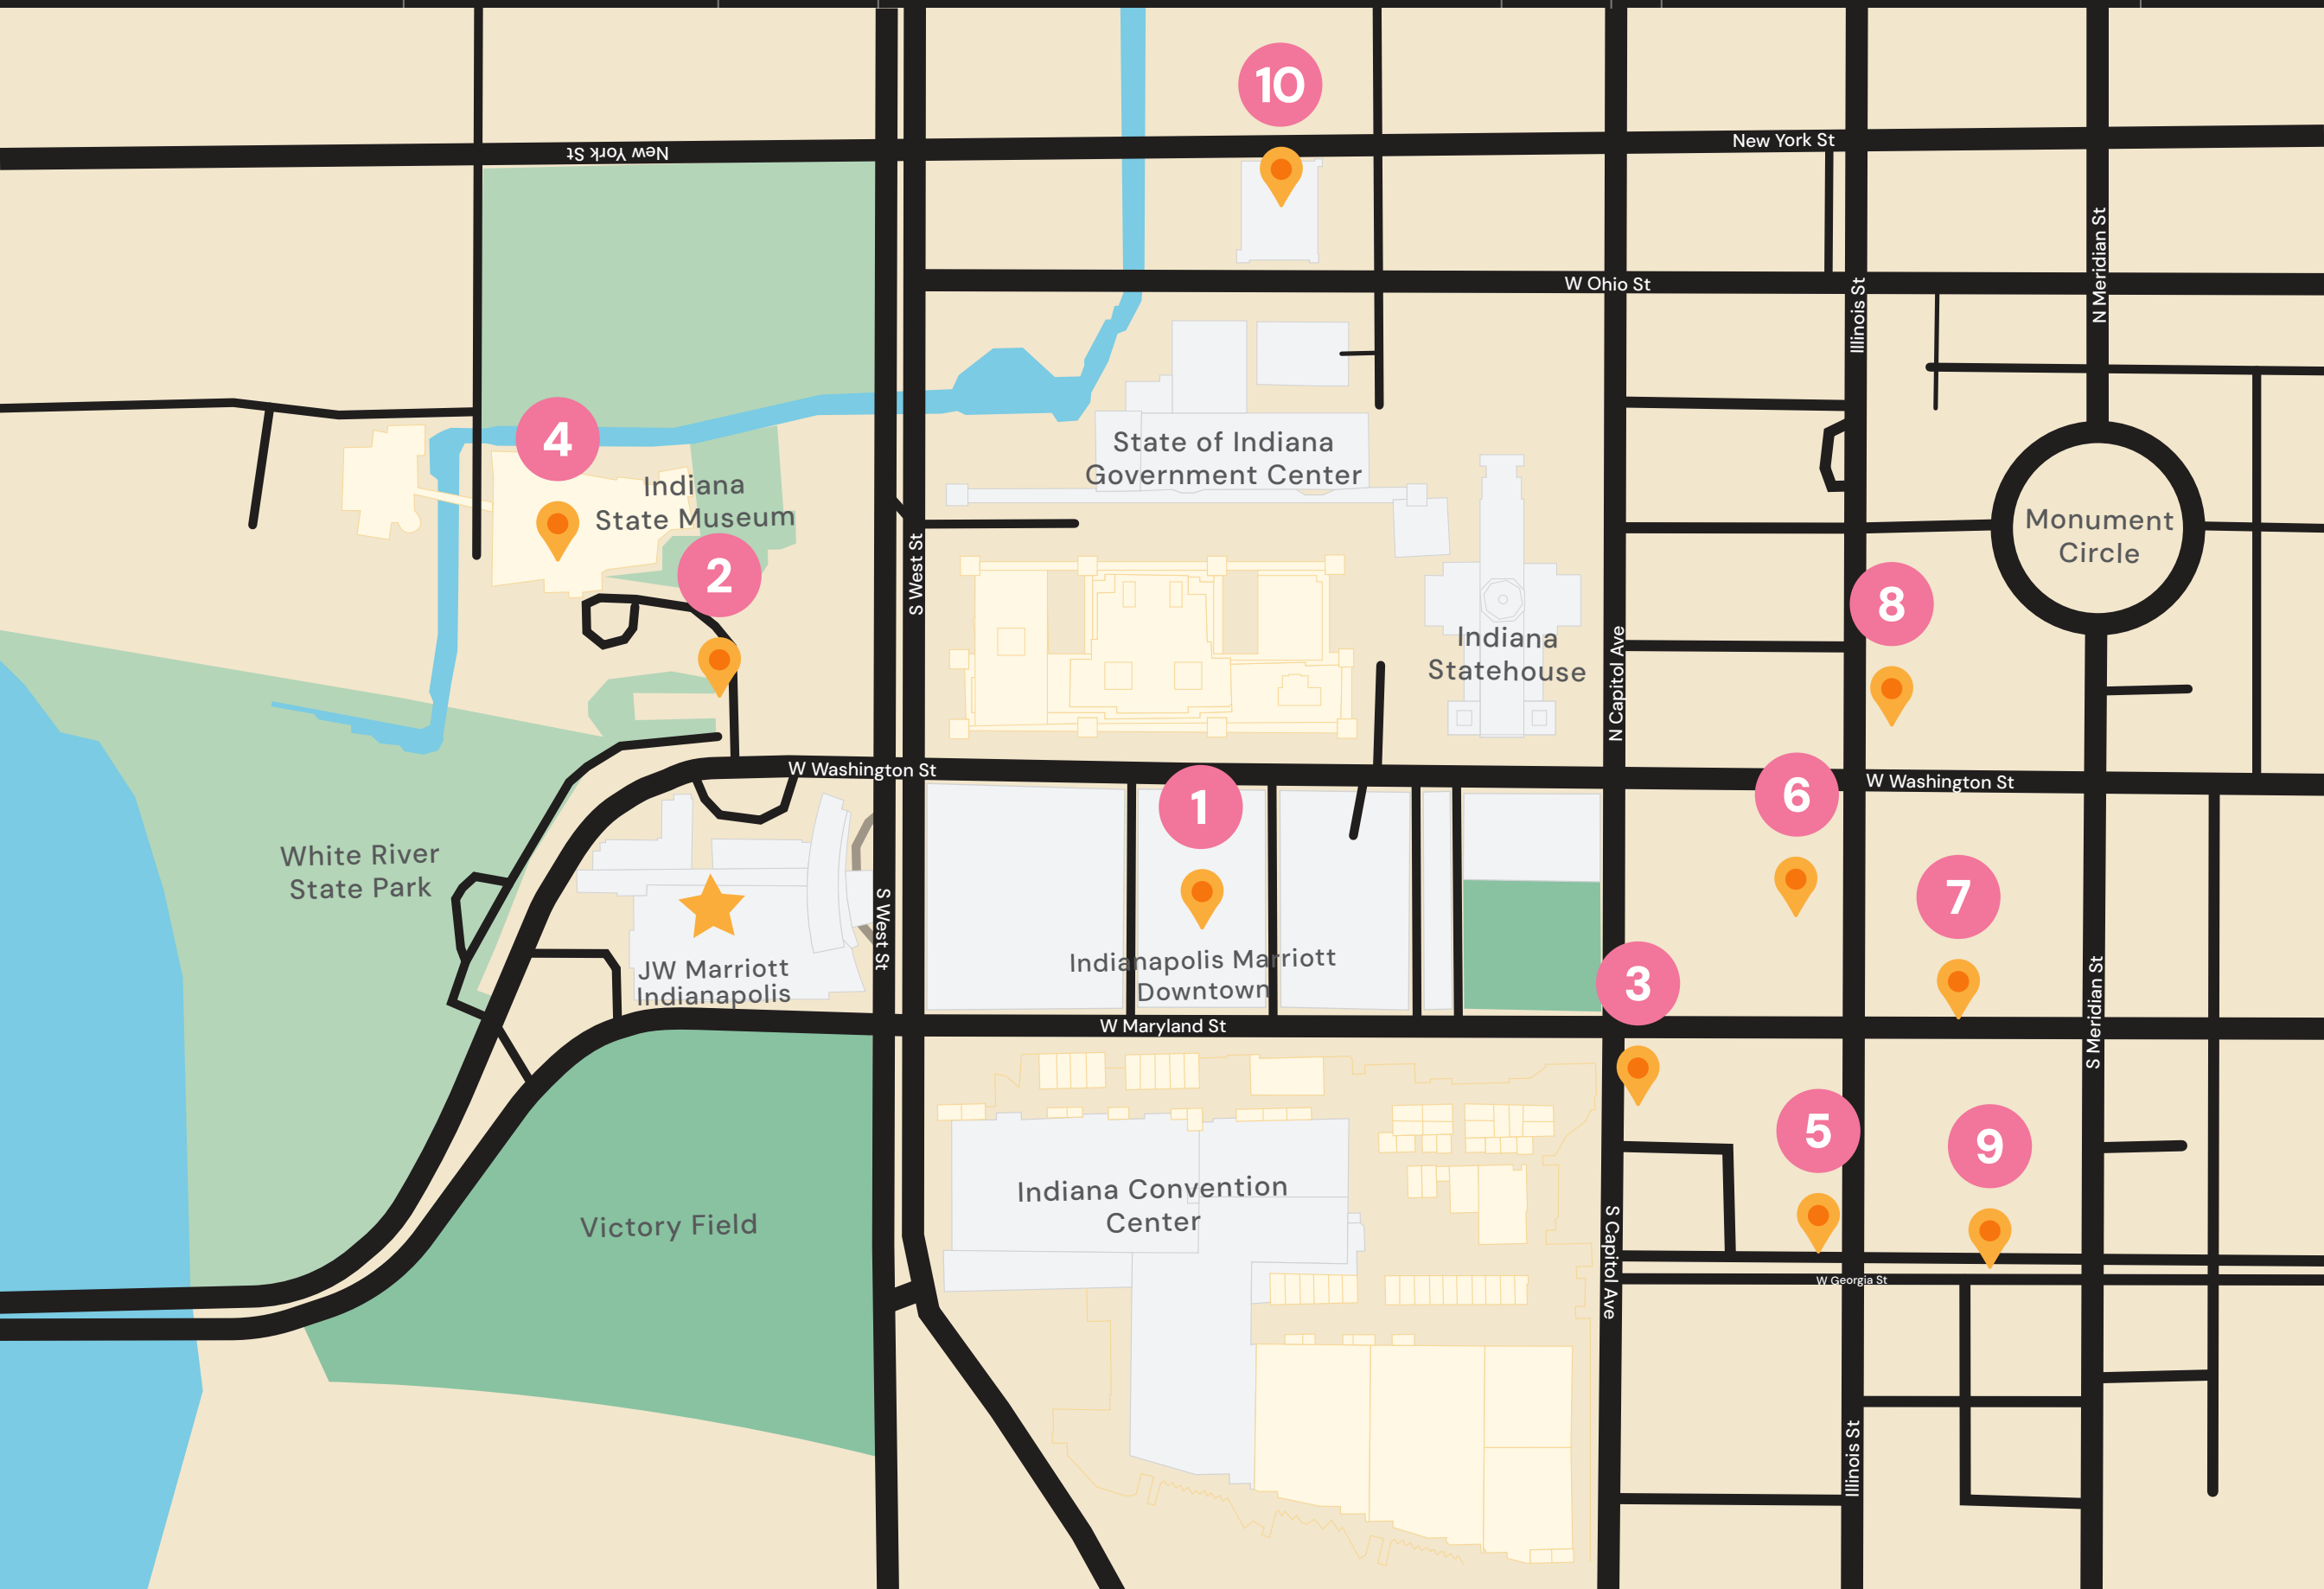 10
New York St
New York St
N Meridian St
W Ohio St
Illinois St
4
State of Indiana
Government Center
Indiana
State Museum
Monument
Circle
2
S West St
8
Indiana
Statehouse
N Capitol Ave
W Washington St
W Washington St
6
1
White River
State Park
7
S West St
Indianapolis Marriott
Downtown
JW Marriott
Indianapolis
3
S Meridian St
W Maryland St
5
9
Indiana Convention
Center
Victory Field
S Capitol Ave
W Georgia St
Illinois St